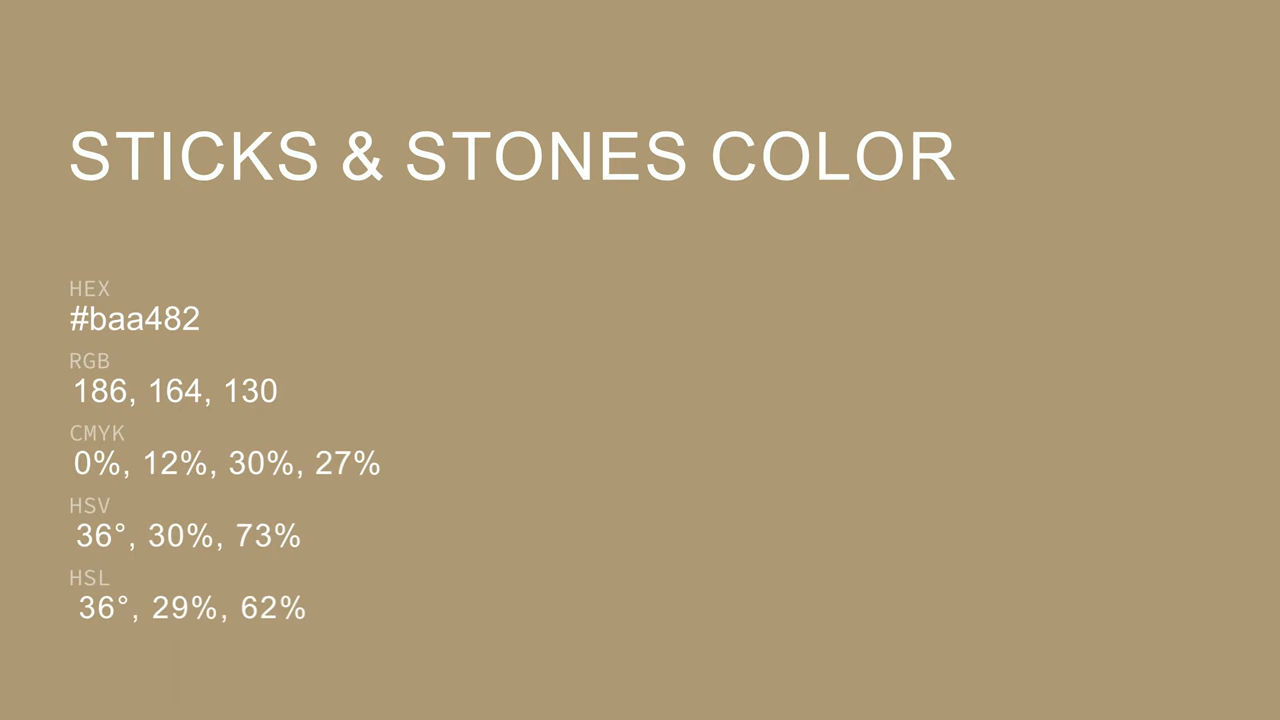 STICKS & STONES COLOR
HEX
#baa482
RGB
186, 164, 130
CMYK
0%, 12%, 30%, 27%
HSV
36°, 30%, 73%
HSL
36°, 29%, 62%